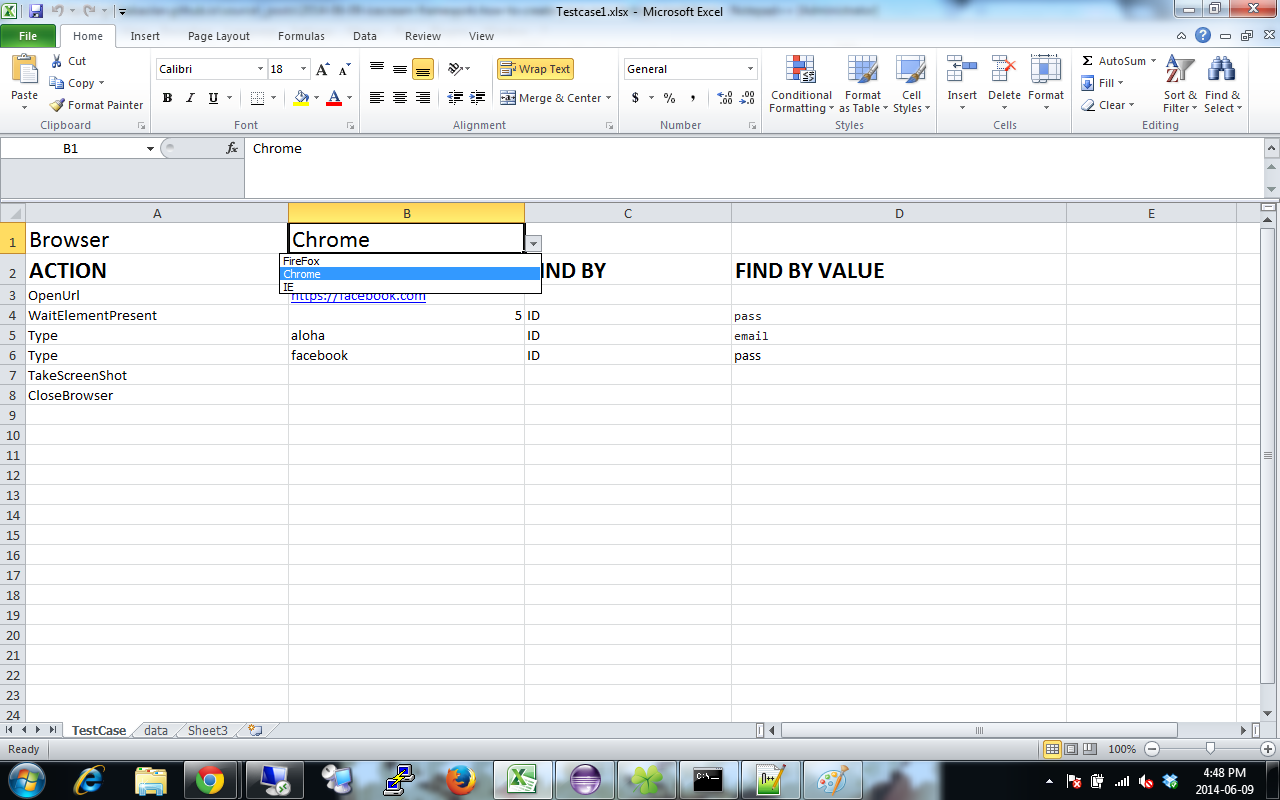 Testcase1.xlsx - Microsoft Excel
File Home Insert Page Layout Formulas Data Review View
Paste
Cut
Copy
Format Painter
Clipboard
Calibri 18
B I U
Font
Wrap Text
Merge & Center
Alignment
General
$ % ,
Number
Conditional Formatting
Format as Table
Cell Styles
Styles
Insert Delete Format
Cells
Σ AutoSum
Fill
Clear
Sort & Filter
Find & Select
Editing
B1 fx Chrome
A B C D E
1 Browser Chrome
FireFox
Chrome
IE
2 ACTION IND BY FIND BY VALUE
3 OpenUrl https://facebook.com
4 WaitElementPresent 5 ID pass
5 Type aloha ID email
6 Type facebook ID pass
7 TakeScreenShot
8 CloseBrowser
9
10
11
12
13
14
15
16
17
18
19
20
21
22
23
24
TestCase data Sheet3
Ready 100%
4:48 PM
2014-06-09